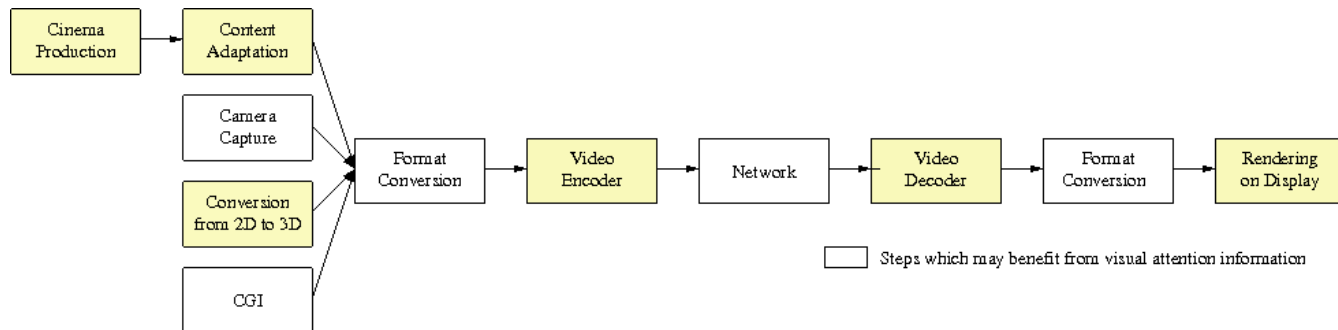 Cinema
Production
Content
Adaptation
Camera
Capture
Conversion
from 2D to 3D
CGI
Format
Conversion
Video
Encoder
Network
Video
Decoder
Format
Conversion
Rendering
on Display
Steps which may benefit from visual attention information